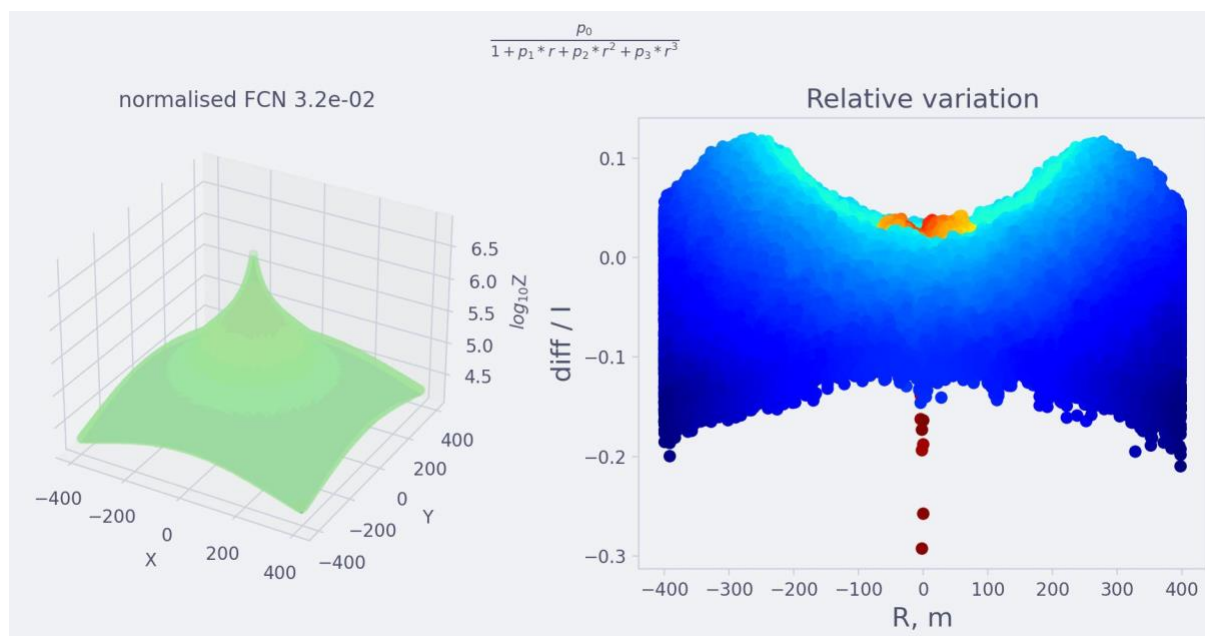 p₀
1 + p₁ * r + p₂ * r² + p₃ * r³
normalised FCN 3.2e-02
6.5
6.0
5.5
5.0
4.5
log₁₀Z
−400
−200
0
200
400
X
−400
−200
0
200
400
Y
Relative variation
0.1
0.0
−0.1
−0.2
−0.3
diff / I
−400 −300 −200 −100 0 100 200 300 400
R, m